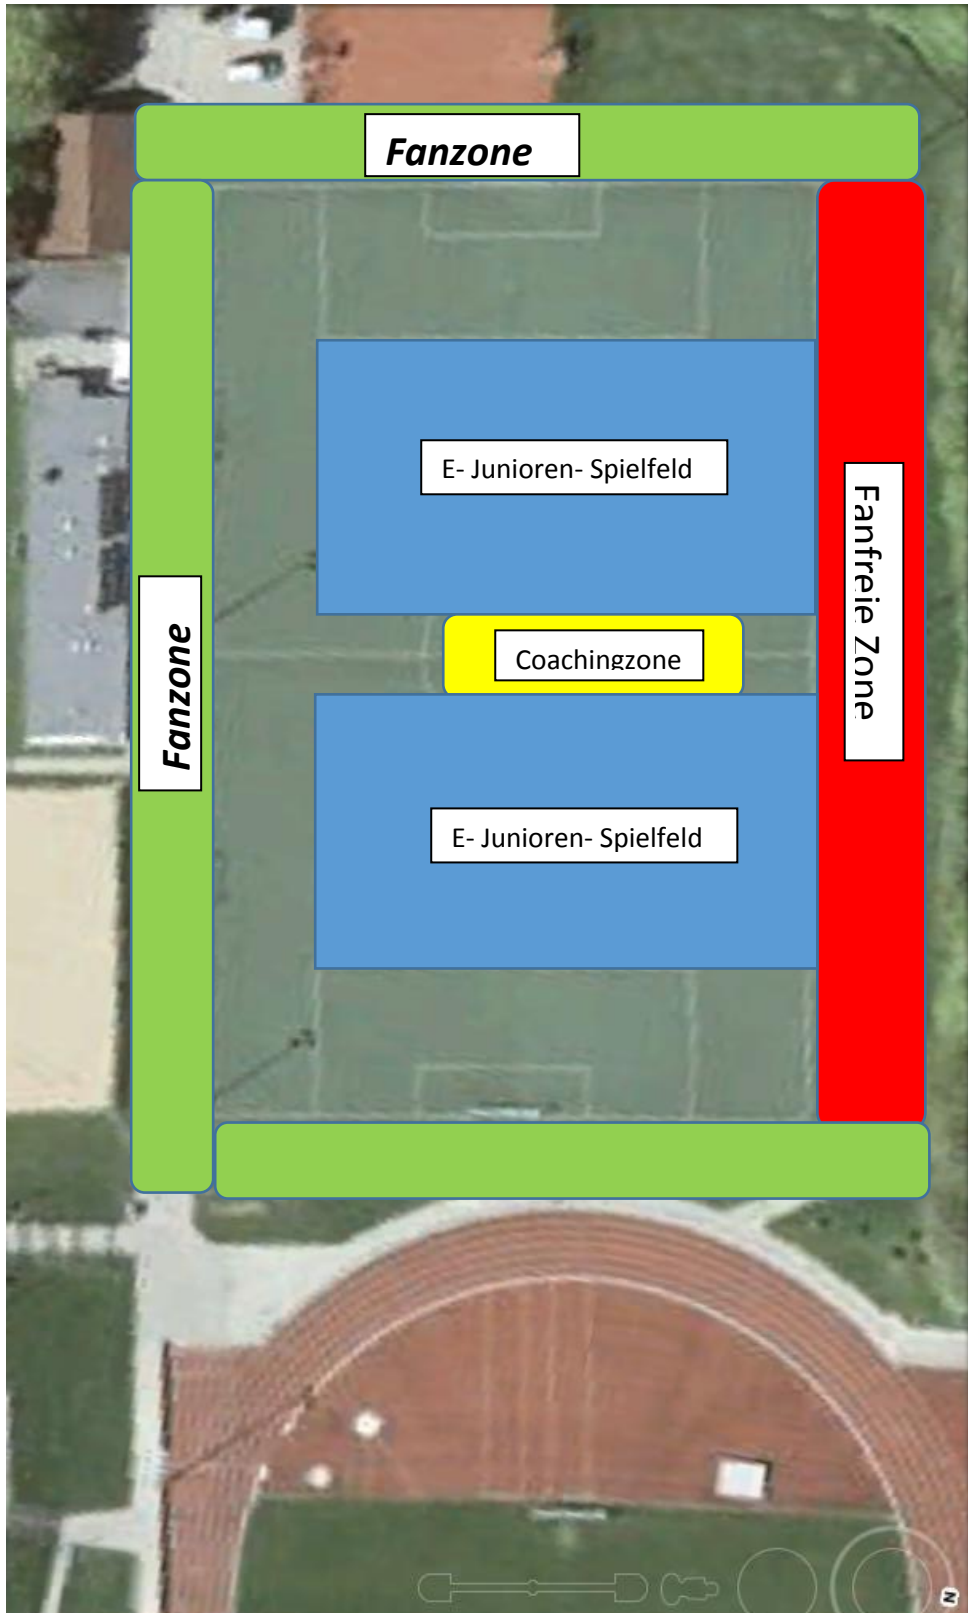 Fanzone
E- Junioren- Spielfeld
Fanfreie Zone
Fanzone
Coachingzone
E- Junioren- Spielfeld
N